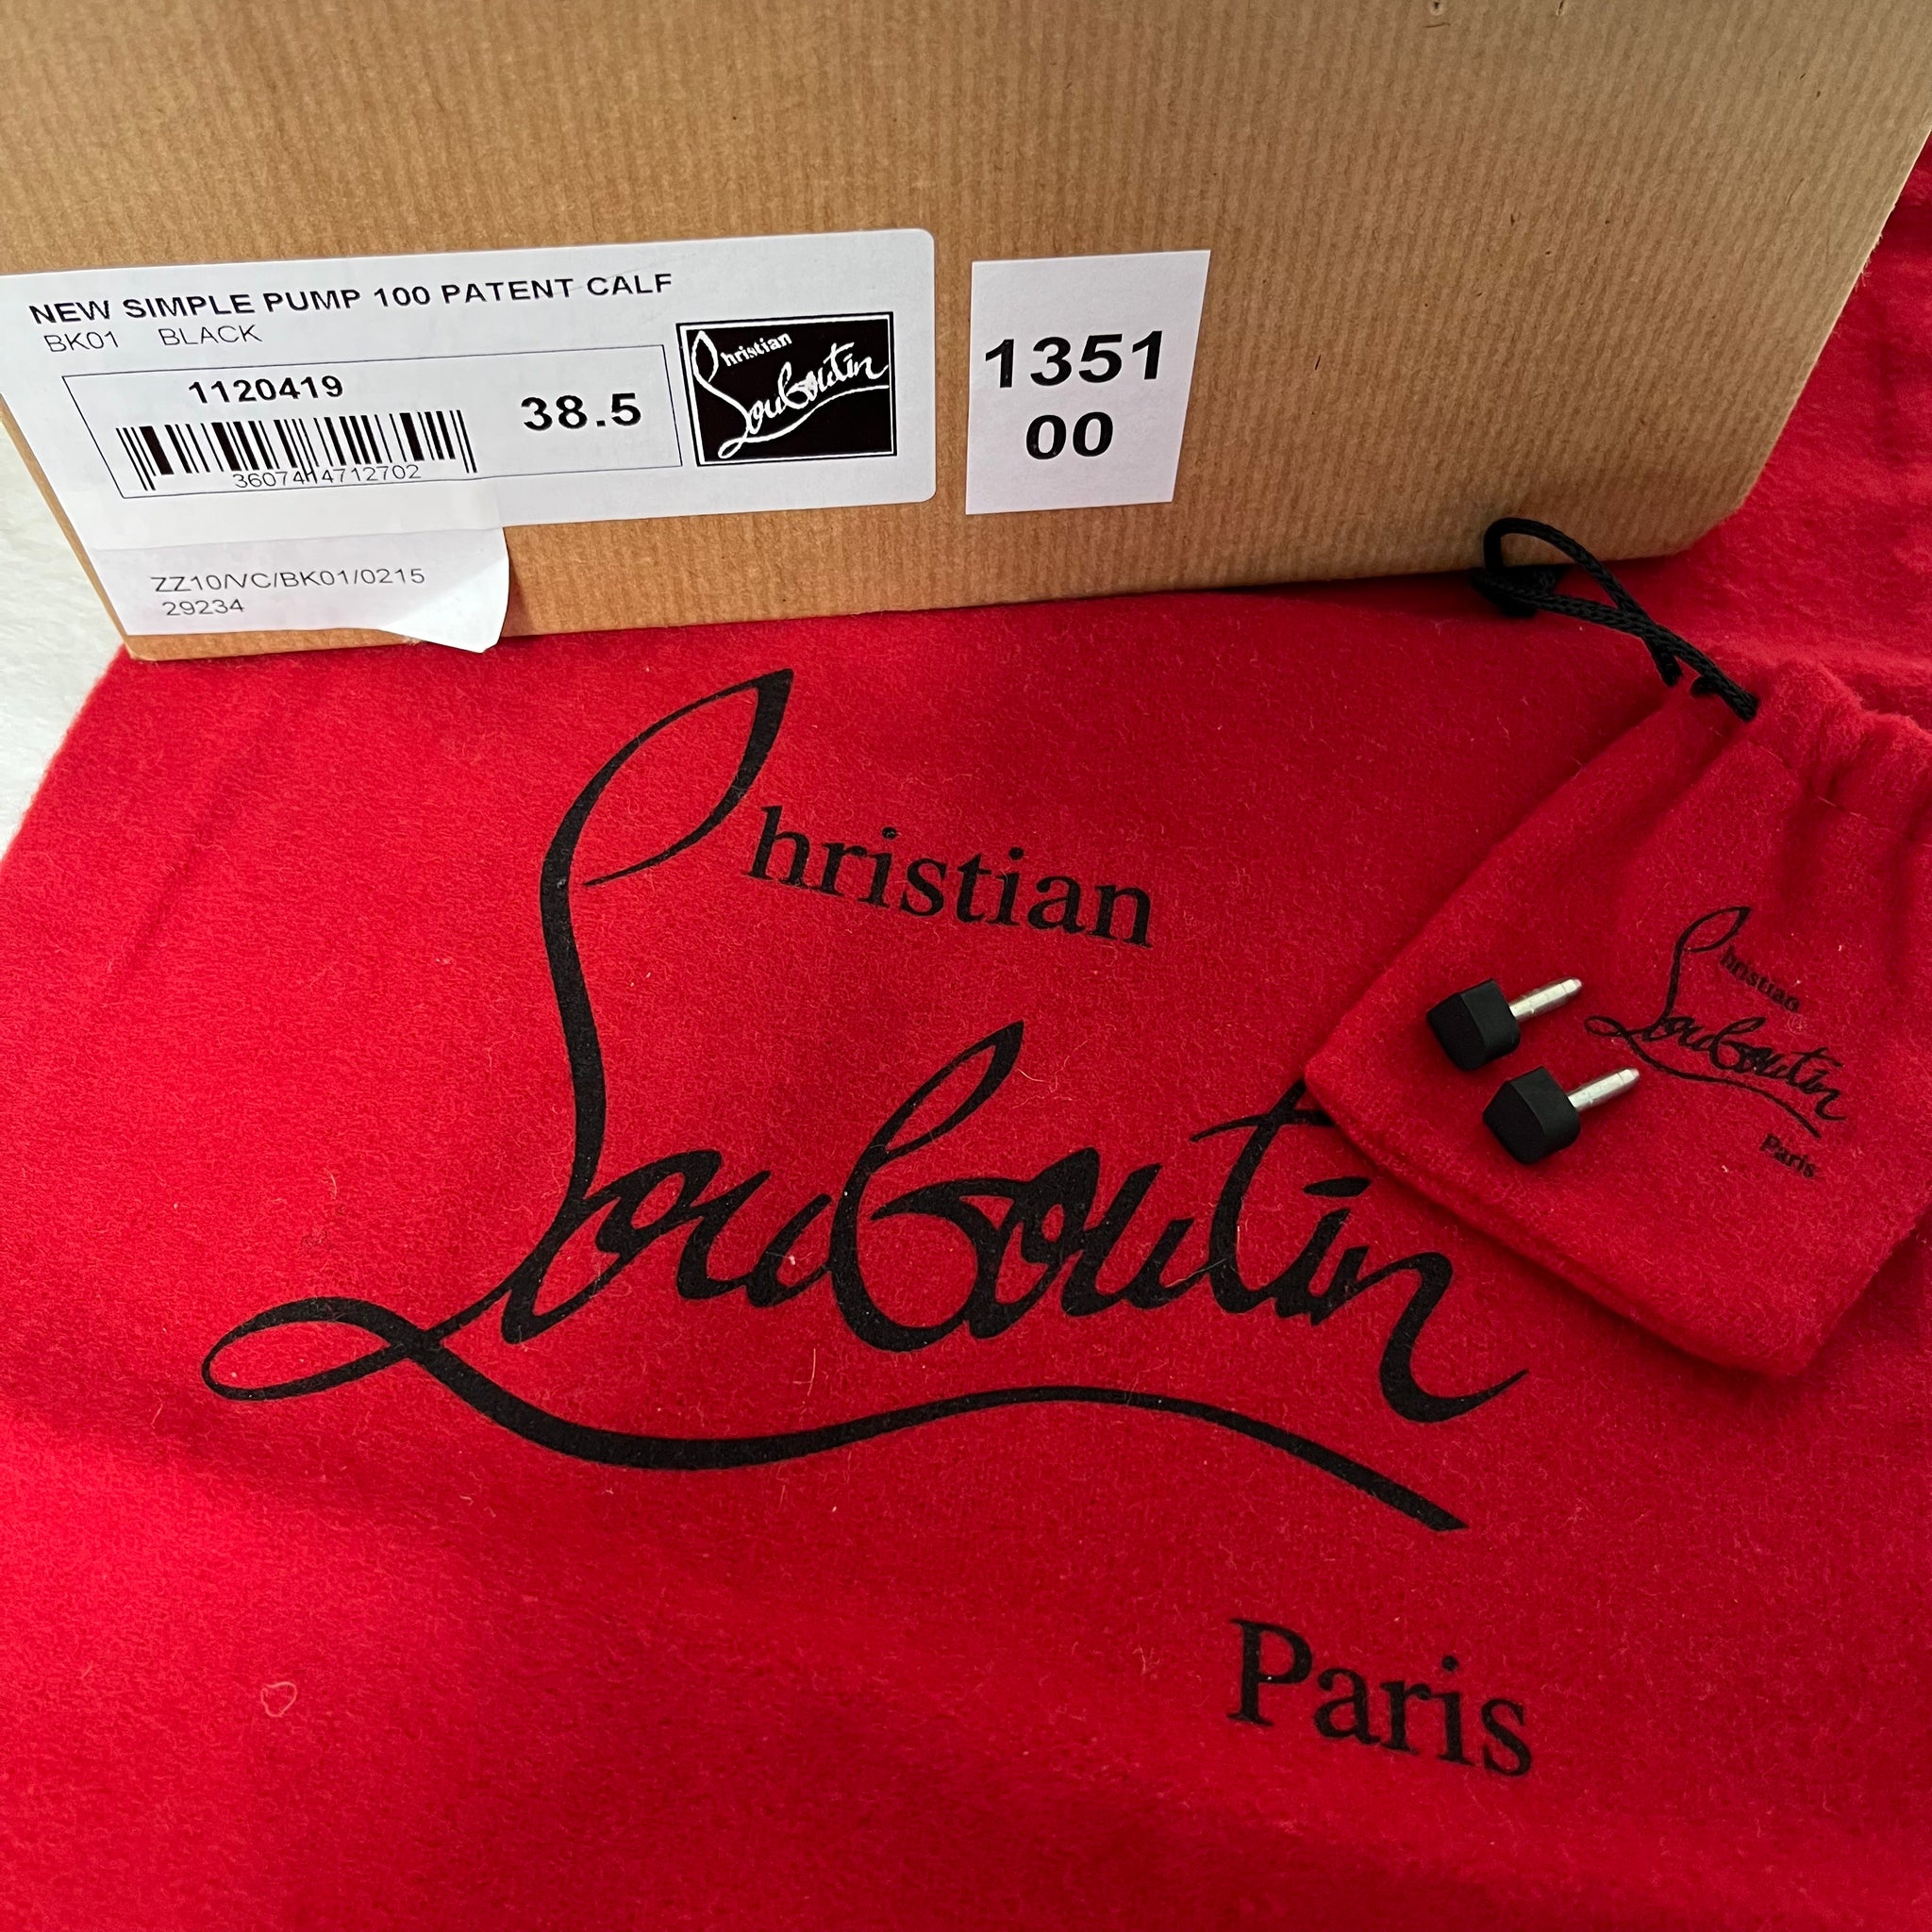 NEW SIMPLE PUMP 100 PATENT CALF
BK01 BLACK
1120419
38.5
3607414712702
Christian
Louboutin
1351
00
ZZ10/VC/BK01/0215
29234
Christian
Louboutin
Paris
Christian
Louboutin
Paris